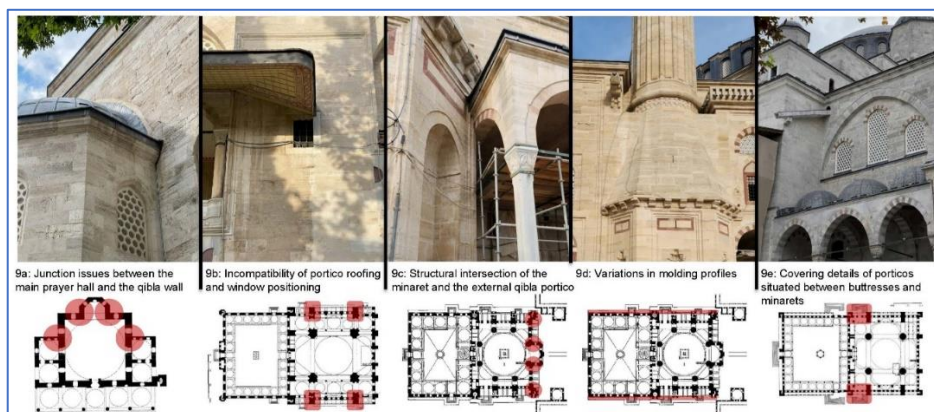 9a: Junction issues between the
main prayer hall and the qibla wall
9b: Incompatibility of portico roofing
and window positioning
9c: Structural intersection of the
minaret and the external qibla portico
9d: Variations in molding profiles
9e: Covering details of porticos
situated between buttresses and
minarets